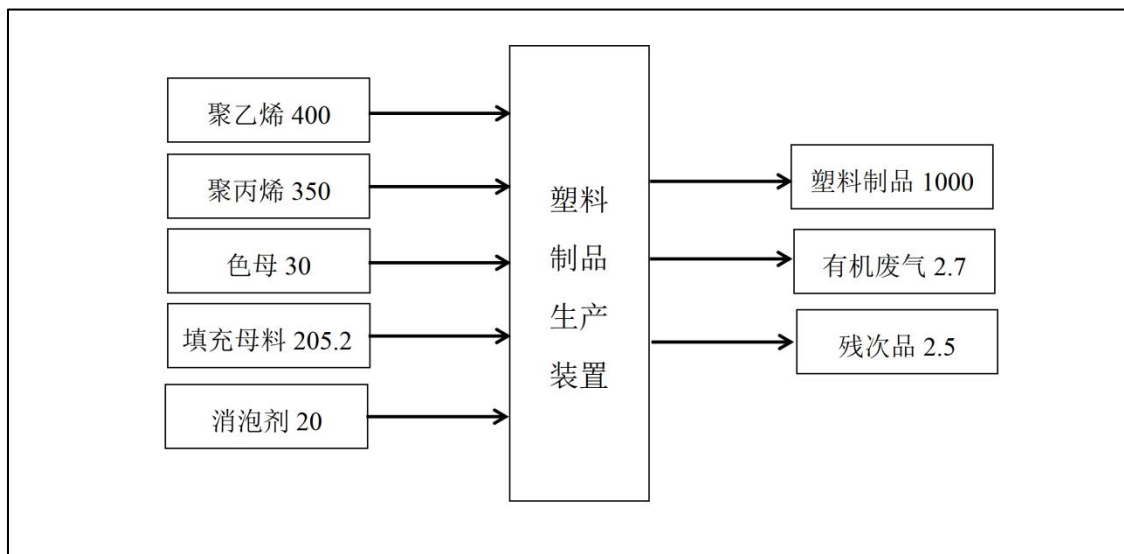 聚乙烯 400
聚丙烯 350
色母 30
填充母料 205.2
消泡剂 20
塑料
制品
生产
装置
塑料制品 1000
有机废气 2.7
残次品 2.5